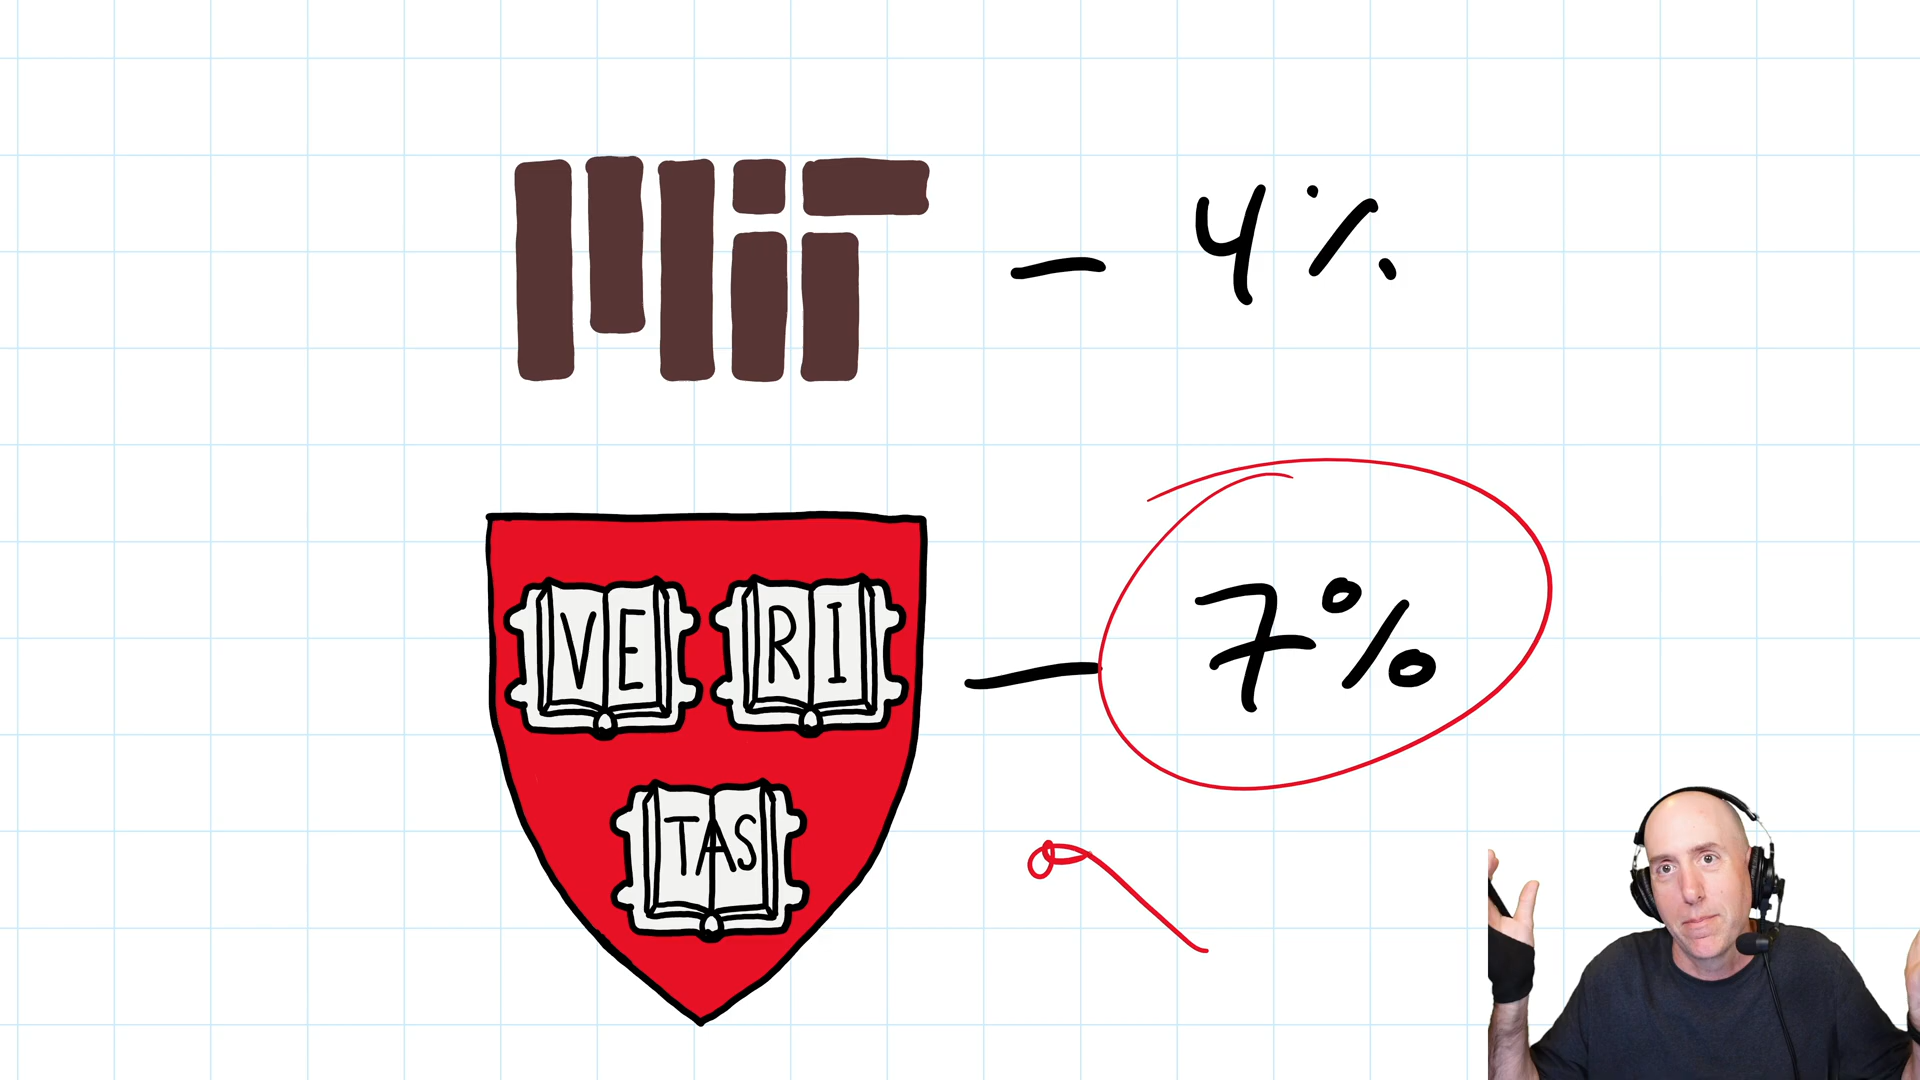 MiT – 4%
VE RI – 7%
TAS